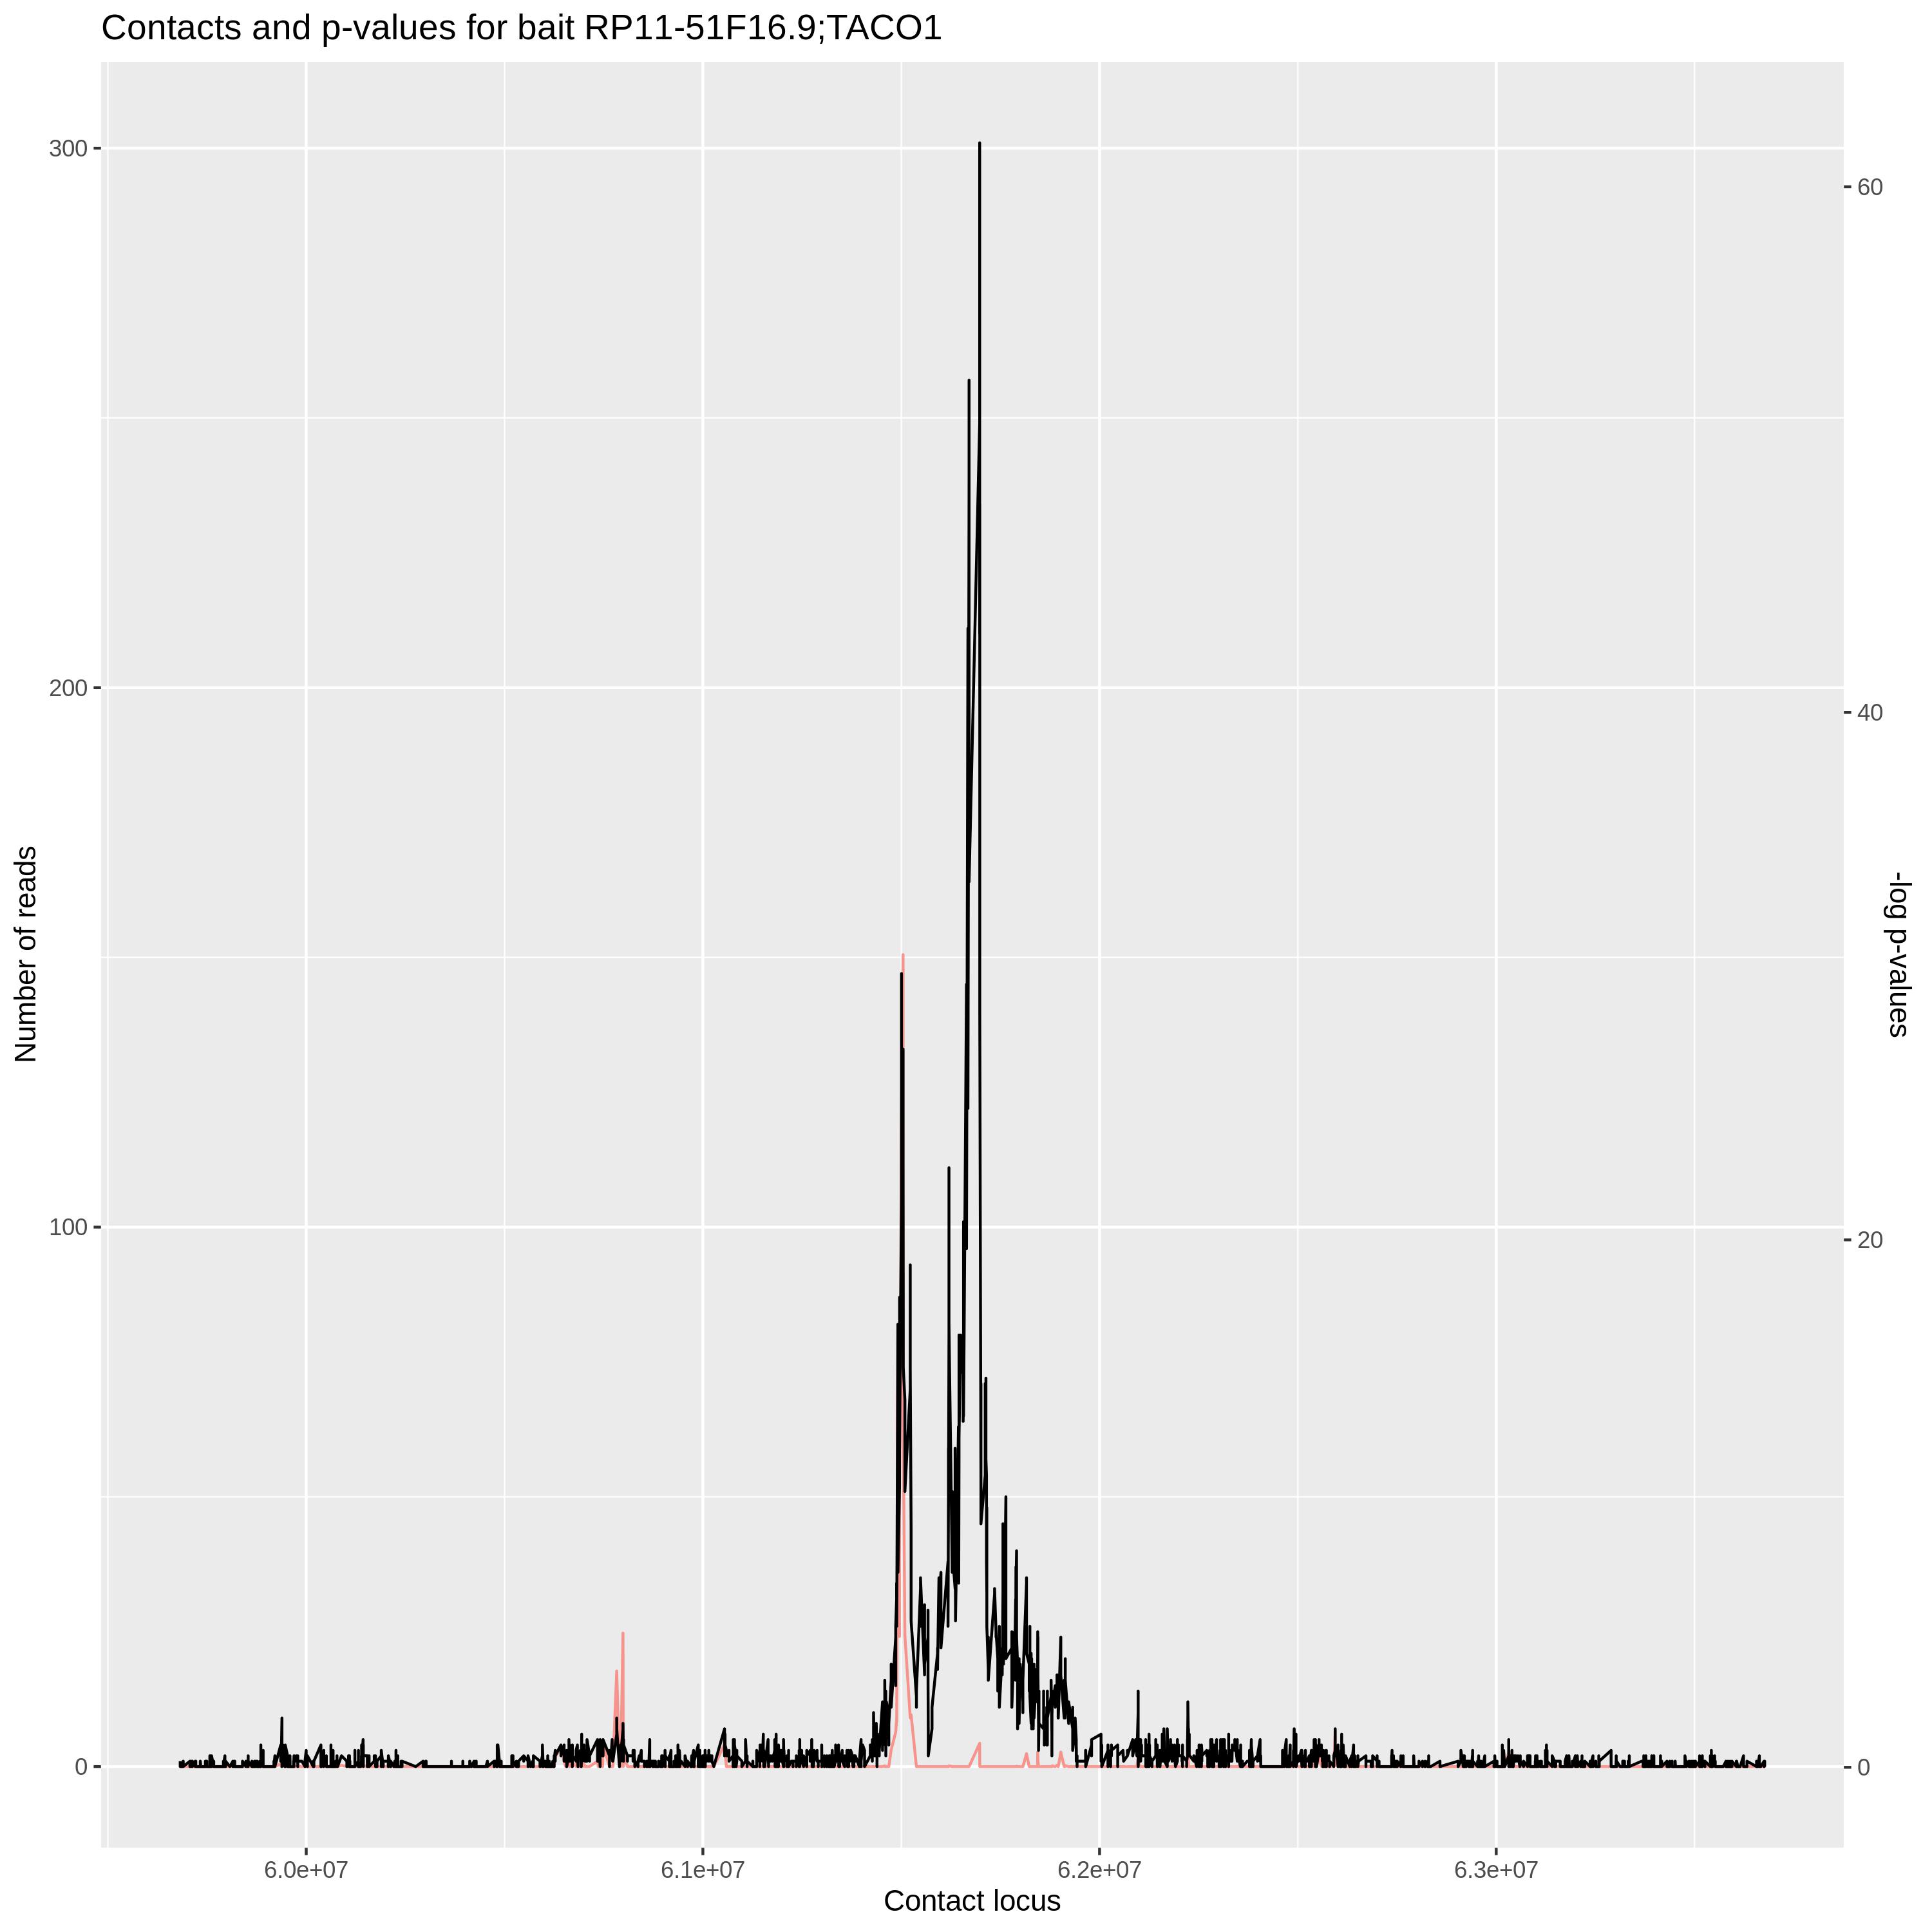 Contacts and p-values for bait RP11-51F16.9;TACO1
Number of reads
300
200
100
0
60
40
20
0
-log p-values
6.0e+07
6.1e+07
6.2e+07
6.3e+07
Contact locus